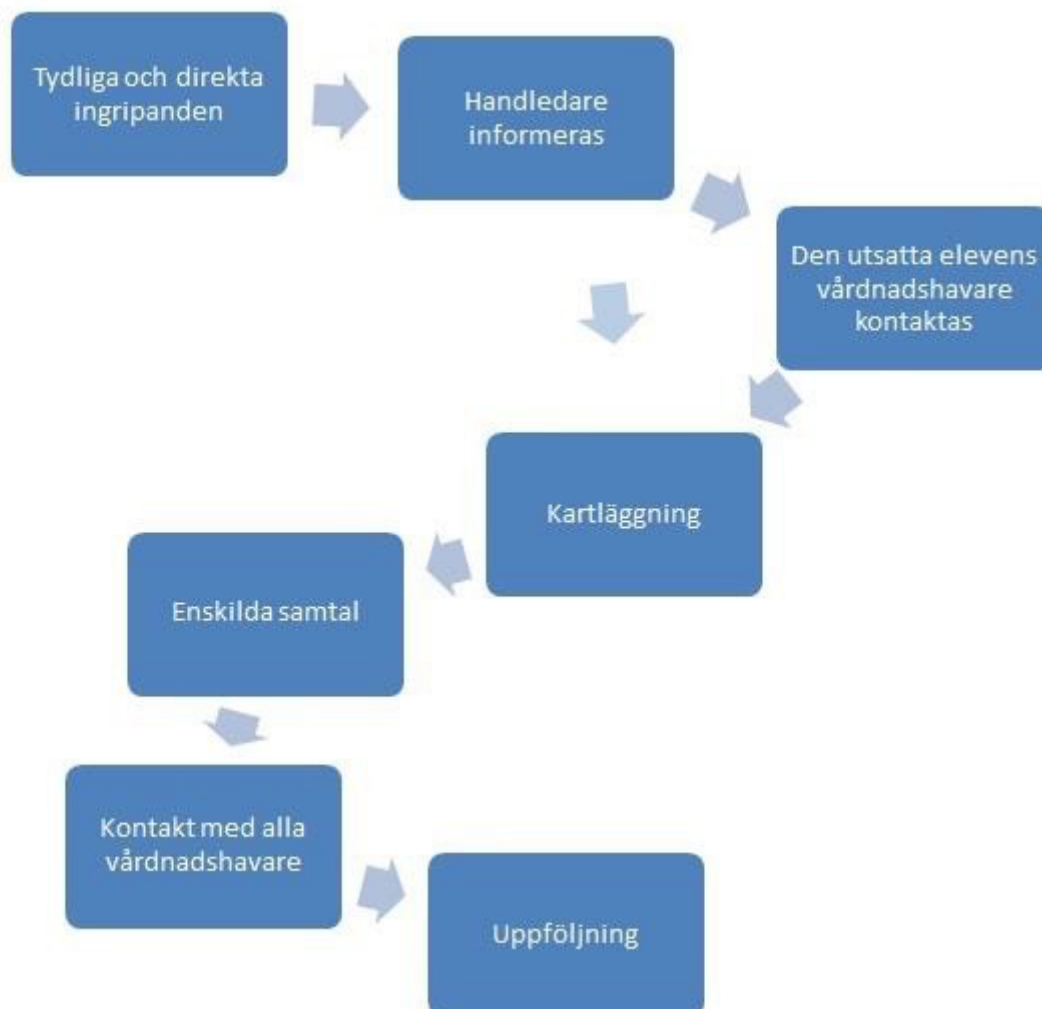 Tydliga och direkta
ingripanden
Handledare
informeras
Den utsatta elevens
vårdnadshavare
kontaktas
Kartläggning
Enskilda samtal
Kontakt med alla
vårdnadshavare
Uppföljning